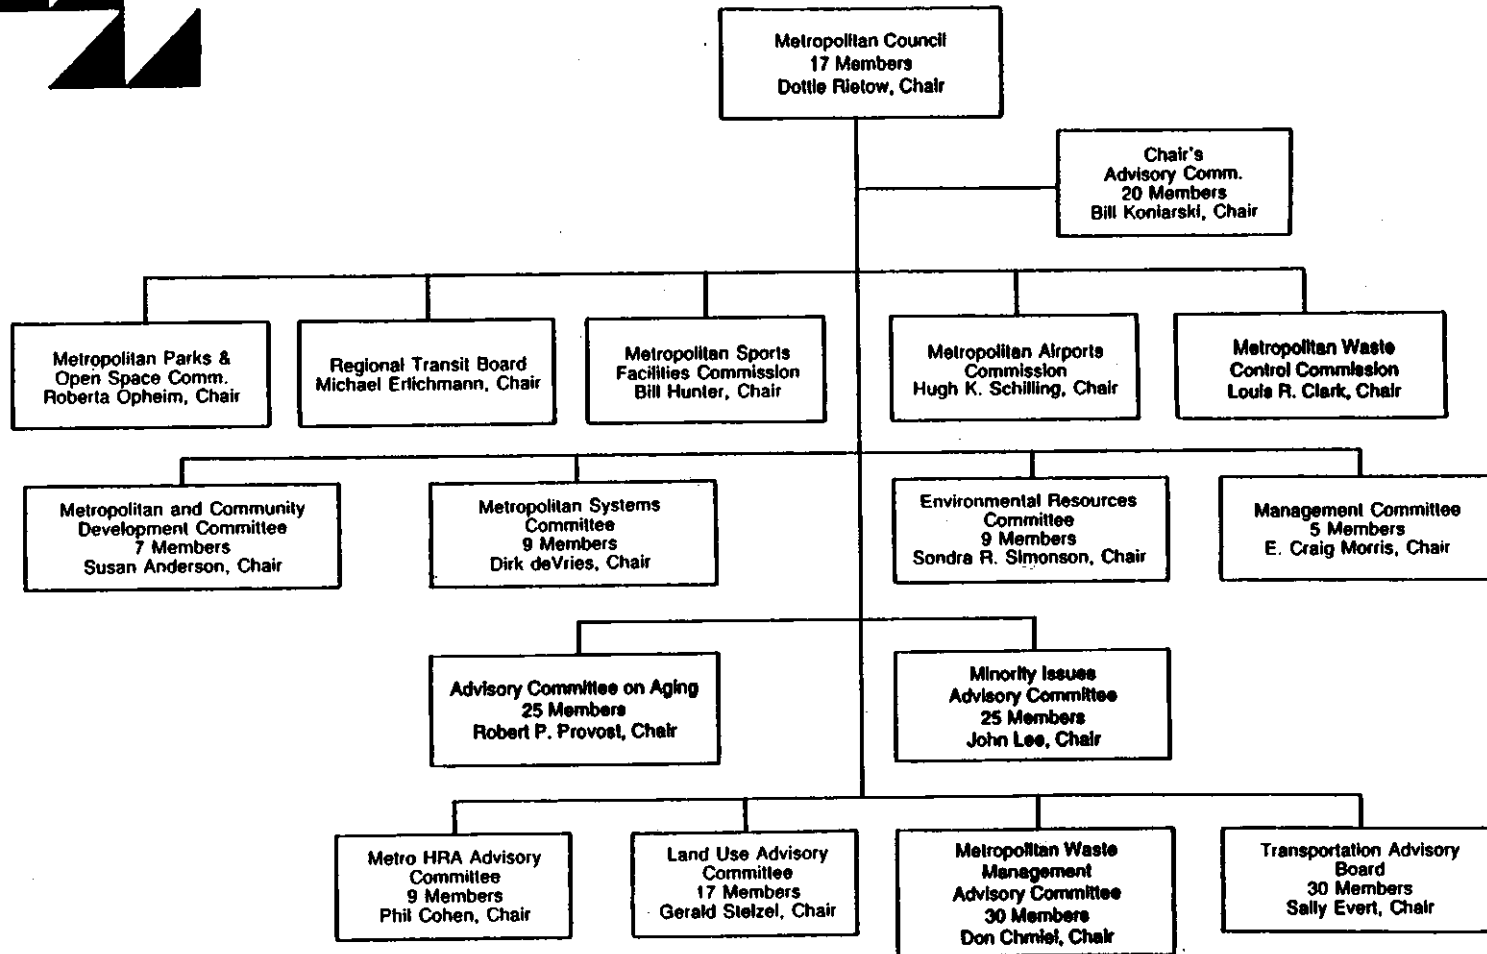 Metropolitan Council
17 Members
Dottie Rietow, Chair
Chair's
Advisory Comm.
20 Members
Bill Koniarski, Chair
Metropolitan Parks &
Open Space Comm.
Roberta Opheim, Chair
Regional Transit Board
Michael Erlichmann, Chair
Metropolitan Sports
Facilities Commission
Bill Hunter, Chair
Metropolitan Airports
Commission
Hugh K. Schilling, Chair
Metropolitan Waste
Control Commission
Louis R. Clark, Chair
Metropolitan and Community
Development Committee
7 Members
Susan Anderson, Chair
Metropolitan Systems
Committee
9 Members
Dirk deVries, Chair
Environmental Resources
Committee
9 Members
Sondra R. Simonson, Chair
Management Committee
5 Members
E. Craig Morris, Chair
Advisory Committee on Aging
25 Members
Robert P. Provost, Chair
Minority Issues
Advisory Committee
25 Members
John Lee, Chair
Metro HRA Advisory
Committee
9 Members
Phil Cohen, Chair
Land Use Advisory
Committee
17 Members
Gerald Stelzel, Chair
Metropolitan Waste
Management
Advisory Committee
30 Members
Don Chmiel, Chair
Transportation Advisory
Board
30 Members
Sally Evert, Chair